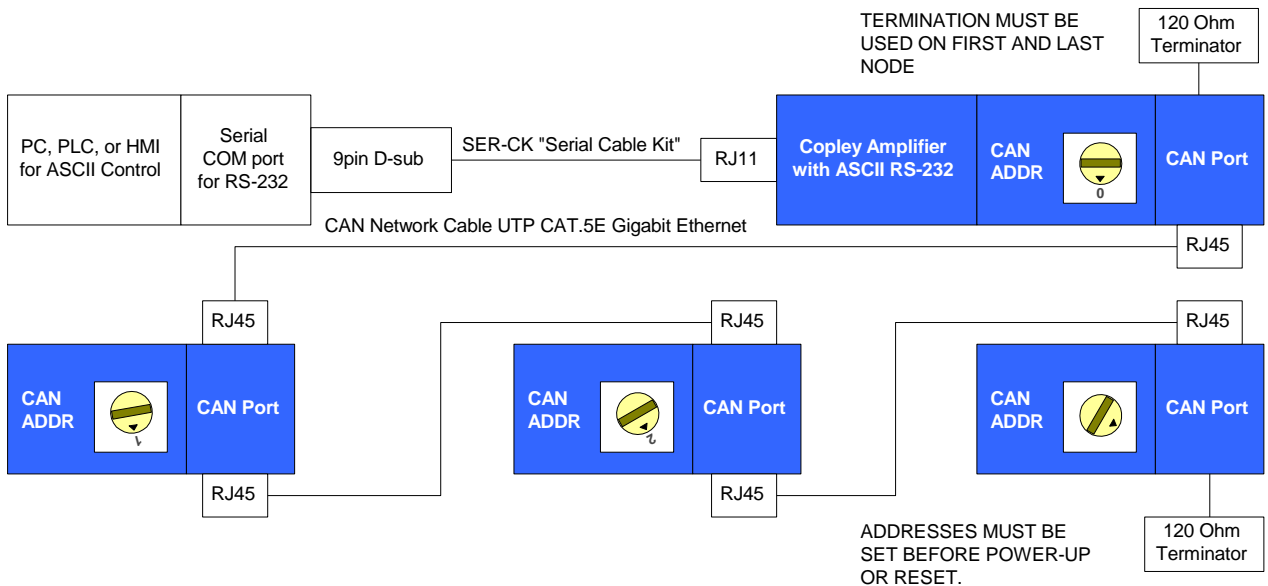 TERMINATION MUST BE
USED ON FIRST AND LAST
NODE
120 Ohm
Terminator
PC, PLC, or HMI
for ASCII Control
Serial
COM port
for RS-232
9pin D-sub
SER-CK "Serial Cable Kit"
RJ11
Copley Amplifier
with ASCII RS-232
CAN
ADDR
0
CAN Port
CAN Network Cable UTP CAT.5E Gigabit Ethernet
RJ45
RJ45
RJ45
RJ45
CAN
ADDR
1
CAN Port
CAN
ADDR
2
CAN Port
CAN
ADDR
CAN Port
RJ45
RJ45
ADDRESSES MUST BE
SET BEFORE POWER-UP
OR RESET.
120 Ohm
Terminator